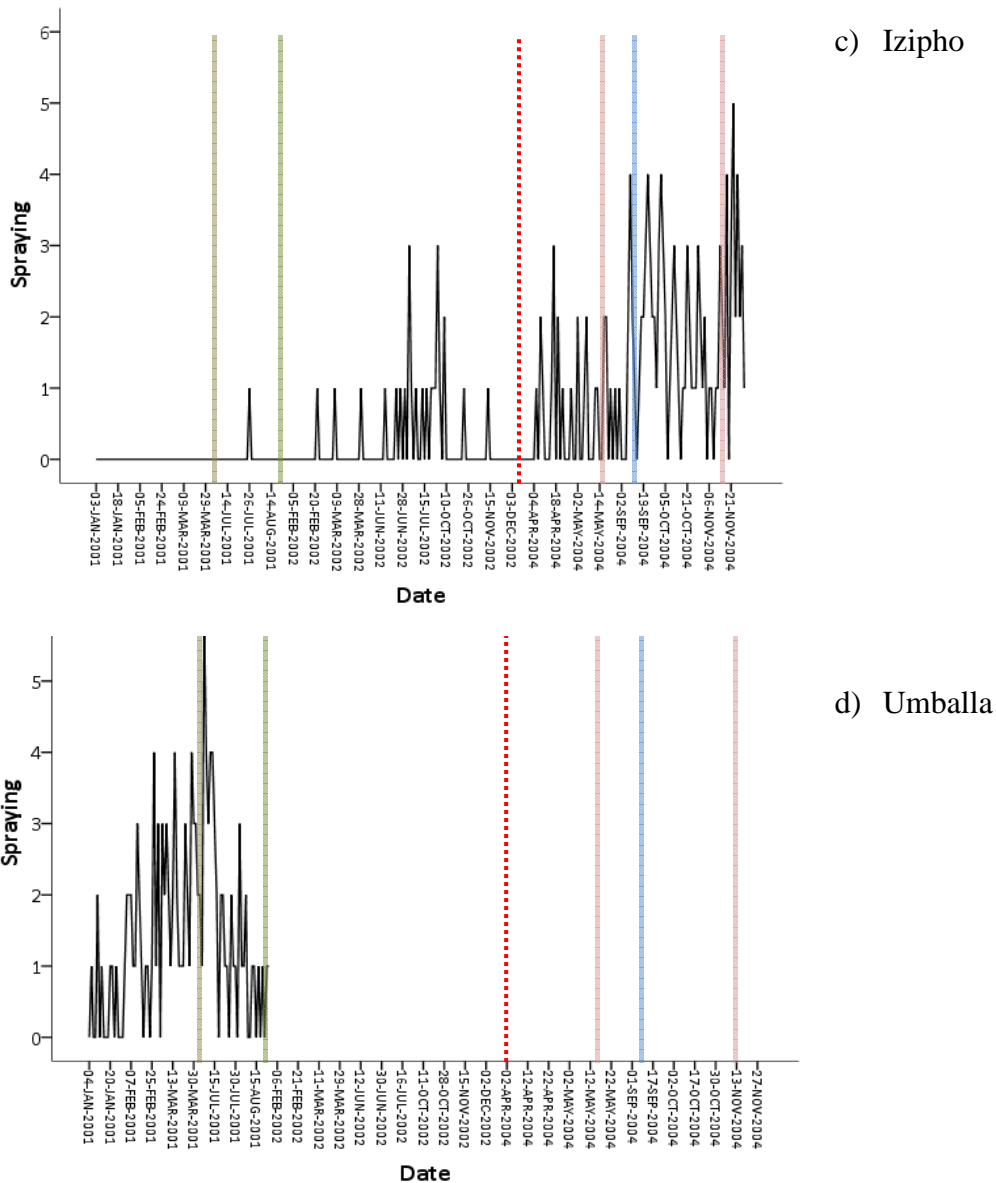 c) Izipho
6
5
4
3
2
1
0
Spraying
03-JAN-2001
18-JAN-2001
05-FEB-2001
24-FEB-2001
09-MAR-2001
29-MAR-2001
14-JUL-2001
26-JUL-2001
14-AUG-2001
05-FEB-2002
20-FEB-2002
09-MAR-2002
28-MAR-2002
11-JUN-2002
28-JUN-2002
15-JUL-2002
10-OCT-2002
26-OCT-2002
15-NOV-2002
03-DEC-2002
04-APR-2004
18-APR-2004
02-MAY-2004
14-MAY-2004
02-SEP-2004
19-SEP-2004
05-OCT-2004
21-OCT-2004
06-NOV-2004
21-NOV-2004
Date
d) Umballa
5
4
3
2
1
0
Spraying
04-JAN-2001
20-JAN-2001
07-FEB-2001
25-FEB-2001
13-MAR-2001
30-MAR-2001
15-JUL-2001
30-JUL-2001
15-AUG-2001
06-FEB-2002
21-FEB-2002
11-MAR-2002
29-MAR-2002
12-JUN-2002
30-JUN-2002
16-JUL-2002
11-OCT-2002
28-OCT-2002
15-NOV-2002
02-DEC-2002
02-APR-2004
12-APR-2004
22-APR-2004
02-MAY-2004
12-MAY-2004
22-MAY-2004
01-SEP-2004
17-SEP-2004
02-OCT-2004
17-OCT-2004
30-OCT-2004
13-NOV-2004
27-NOV-2004
Date